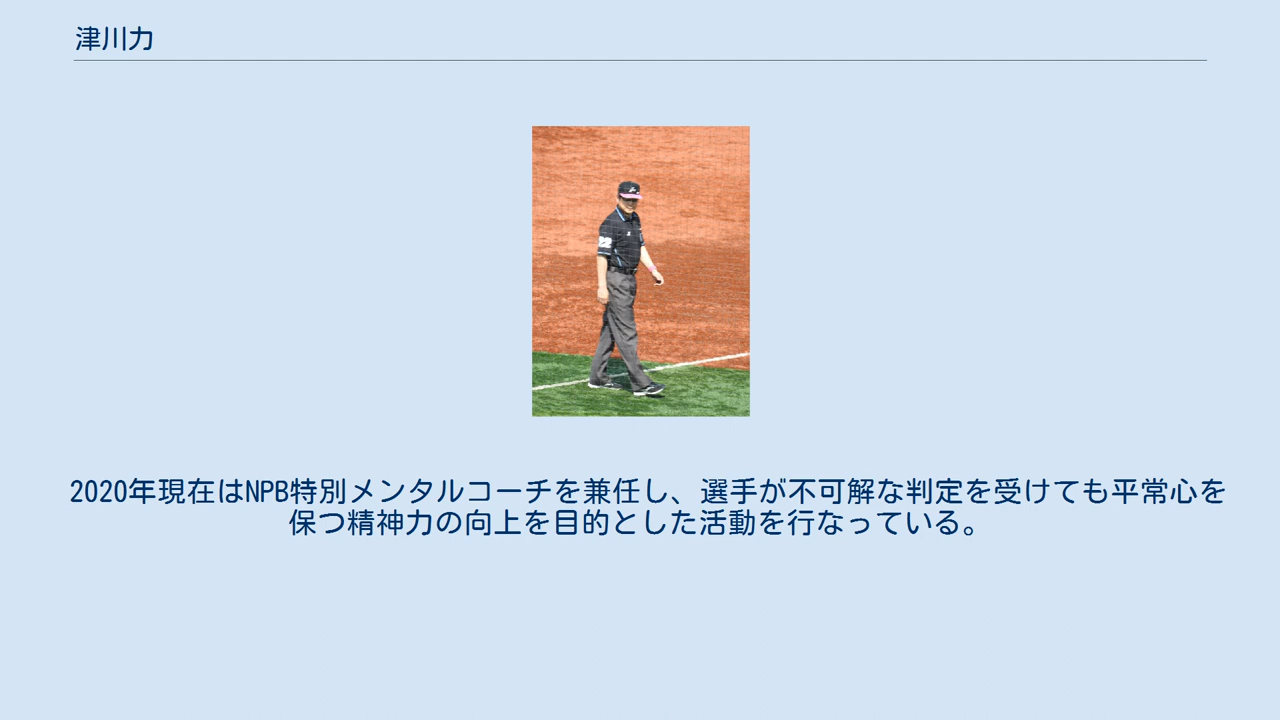 津川力
22
2020年現在はNPB特別メンタルコーチを兼任し、選手が不可解な判定を受けても平常心を
保つ精神力の向上を目的とした活動を行なっている。